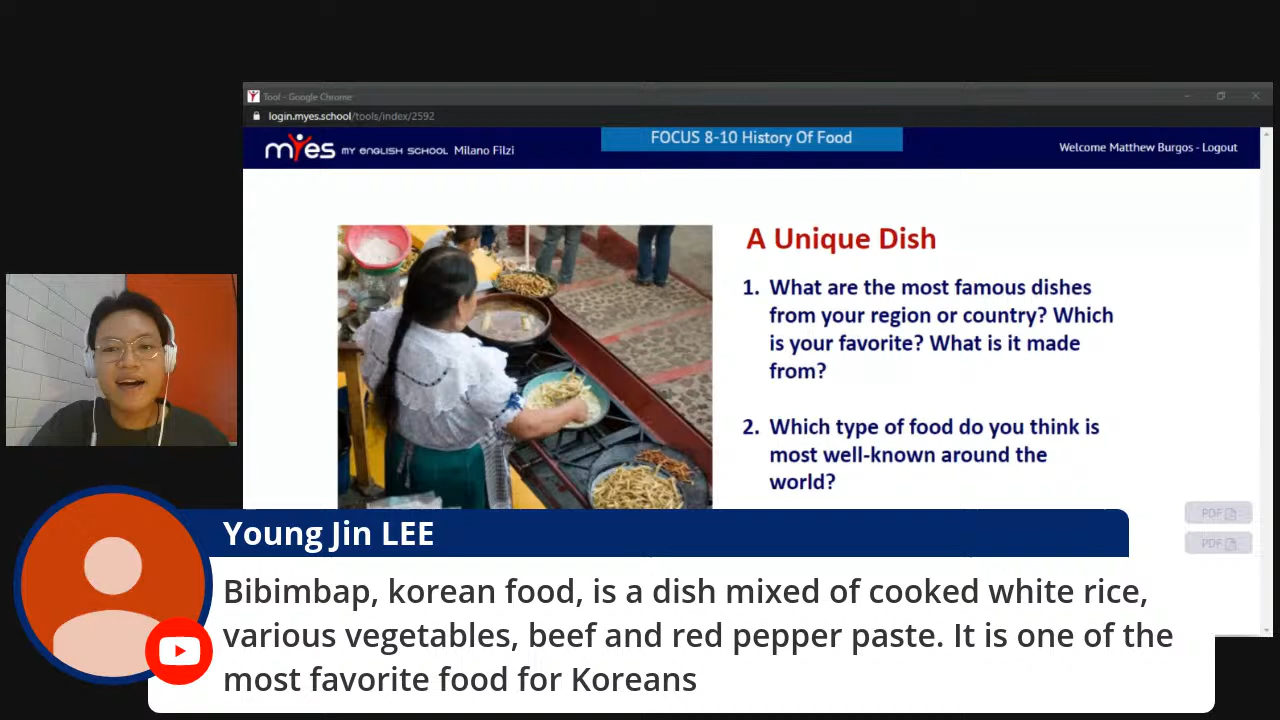 Tool - Google Chrome
login.myes.school/tools/index/2592
myes MY ENGLISH SCHOOL Milano Filzi
FOCUS 8-10 History Of Food
Welcome Matthew Burgos - Logout
A Unique Dish
1. What are the most famous dishes
from your region or country? Which
is your favorite? What is it made
from?
2. Which type of food do you think is
most well-known around the
world?
PDF
PDF
Young Jin LEE
Bibimbap, korean food, is a dish mixed of cooked white rice,
various vegetables, beef and red pepper paste. It is one of the
most favorite food for Koreans